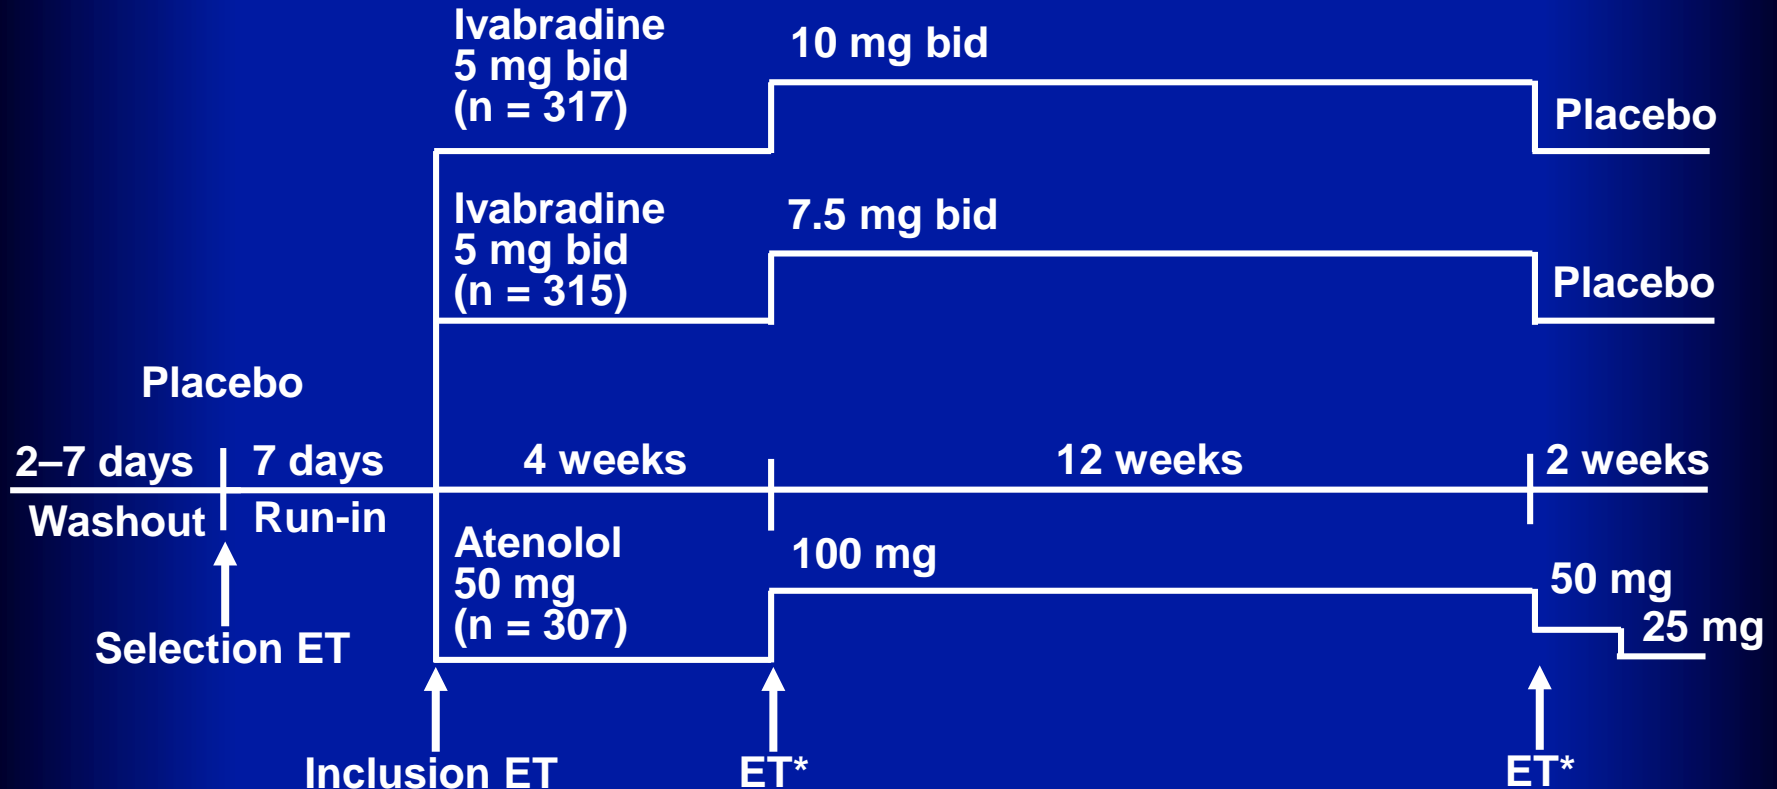 Ivabradine
5 mg bid
(n = 317)
10 mg bid
Placebo
Ivabradine
5 mg bid
(n = 315)
7.5 mg bid
Placebo
Placebo
2–7 days
7 days
4 weeks
12 weeks
2 weeks
Washout
Run-in
Atenolol
50 mg
(n = 307)
100 mg
50 mg
25 mg
Selection ET
Inclusion ET
ET*
ET*